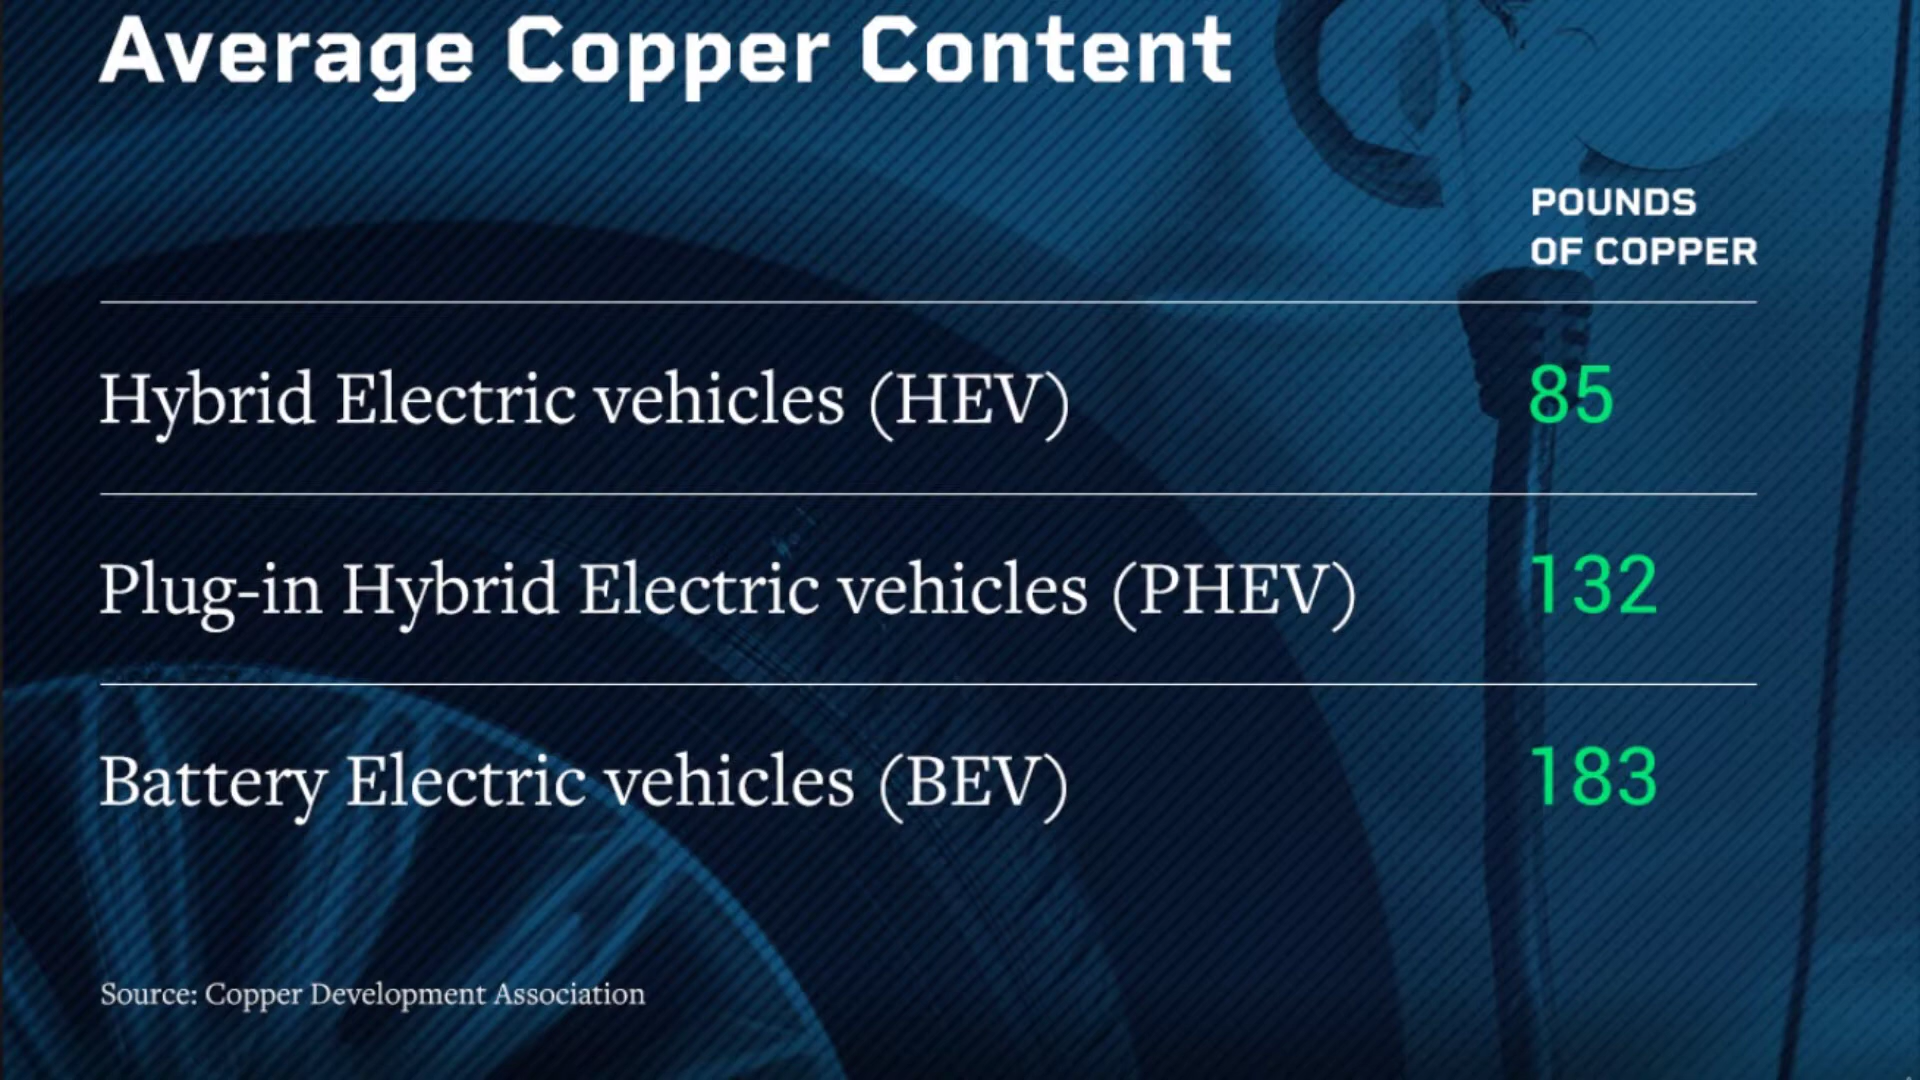 Average Copper Content
POUNDS
OF COPPER
Hybrid Electric vehicles (HEV) 85
Plug-in Hybrid Electric vehicles (PHEV) 132
Battery Electric vehicles (BEV) 183
Source: Copper Development Association